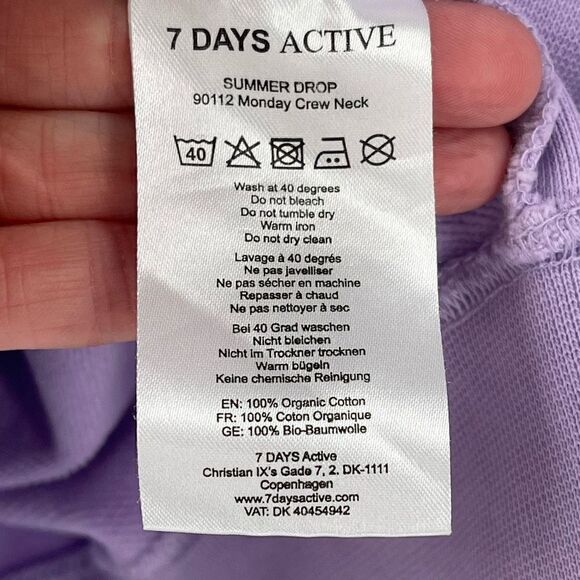 7 DAYS ACTIVE
SUMMER DROP
90112 Monday Crew Neck
40
Wash at 40 degrees
Do not bleach
Do not tumble dry
Warm iron
Do not dry clean
Lavage à 40 degrés
Ne pas javelliser
Ne pas sécher en machine
Repasser à chaud
Ne pas nettoyer à sec
Bei 40 Grad waschen
Nicht bleichen
Nicht im Trockner trocknen
Warm bügeln
Keine chemische Reinigung
EN: 100% Organic Cotton
FR: 100% Coton Organique
GE: 100% Bio-Baumwolle
7 DAYS Active
Christian IX's Gade 7, 2. DK-1111
Copenhagen
www.7daysactive.com
VAT: DK 40454942